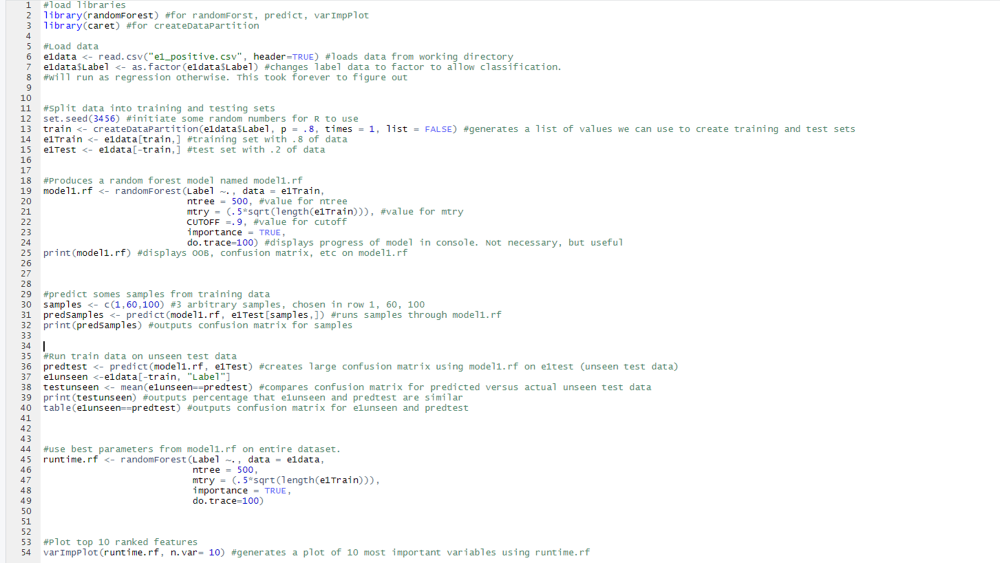 1 #load libraries
2 library(randomForest) #for randomForst, predict, varImpPlot
3 library(caret) #for createDataPartition
4
5 #Load data
6 e1data <- read.csv("e1_positive.csv", header=TRUE) #loads data from working directory
7 e1data$Label <- as.factor(e1data$Label) #changes label data to factor to allow classification.
8 #Will run as regression otherwise. This took forever to figure out
9
10
11 #Split data into training and testing sets
12 set.seed(3456) #initiate some random numbers for R to use
13 train <- createDataPartition(e1data$Label, p = .8, times = 1, list = FALSE) #generates a list of values we can use to create training and test sets
14 e1Train <- e1data[train,] #training set with .8 of data
15 e1Test <- e1data[-train,] #test set with .2 of data
16
17
18 #Produces a random forest model named model1.rf
19 model1.rf <- randomForest(Label ~., data = e1Train,
20 ntree = 500, #value for ntree
21 mtry = (.5*sqrt(length(e1Train))), #value for mtry
22 CUTOFF =.9, #value for cutoff
23 importance = TRUE,
24 do.trace=100) #displays progress of model in console. Not necessary, but useful
25 print(model1.rf) #displays OOB, confusion matrix, etc on model1.rf
26
27
28
29 #predict somes samples from training data
30 samples <- c(1,60,100) #3 arbitrary samples, chosen in row 1, 60, 100
31 predSamples <- predict(model1.rf, e1Test[samples,]) #runs samples through model1.rf
32 print(predSamples) #outputs confusion matrix for samples
33
34
35 #Run train data on unseen test data
36 predtest <- predict(model1.rf, e1Test) #creates large confusion matrix using model1.rf on e1test (unseen test data)
37 e1unseen <-e1data[-train, "Label"]
38 testunseen <- mean(e1unseen==predtest) #compares confusion matrix for predicted versus actual unseen test data
39 print(testunseen) #outputs percentage that e1unseen and predtest are similar
40 table(e1unseen==predtest) #outputs confusion matrix for e1unseen and predtest
41
42
43
44 #use best parameters from model1.rf on entire dataset.
45 runtime.rf <- randomForest(Label ~., data = e1data,
46 ntree = 500,
47 mtry = (.5*sqrt(length(e1Train))),
48 importance = TRUE,
49 do.trace=100)
50
51
52
53 #Plot top 10 ranked features
54 varImpPlot(runtime.rf, n.var= 10) #generates a plot of 10 most important variables using runtime.rf